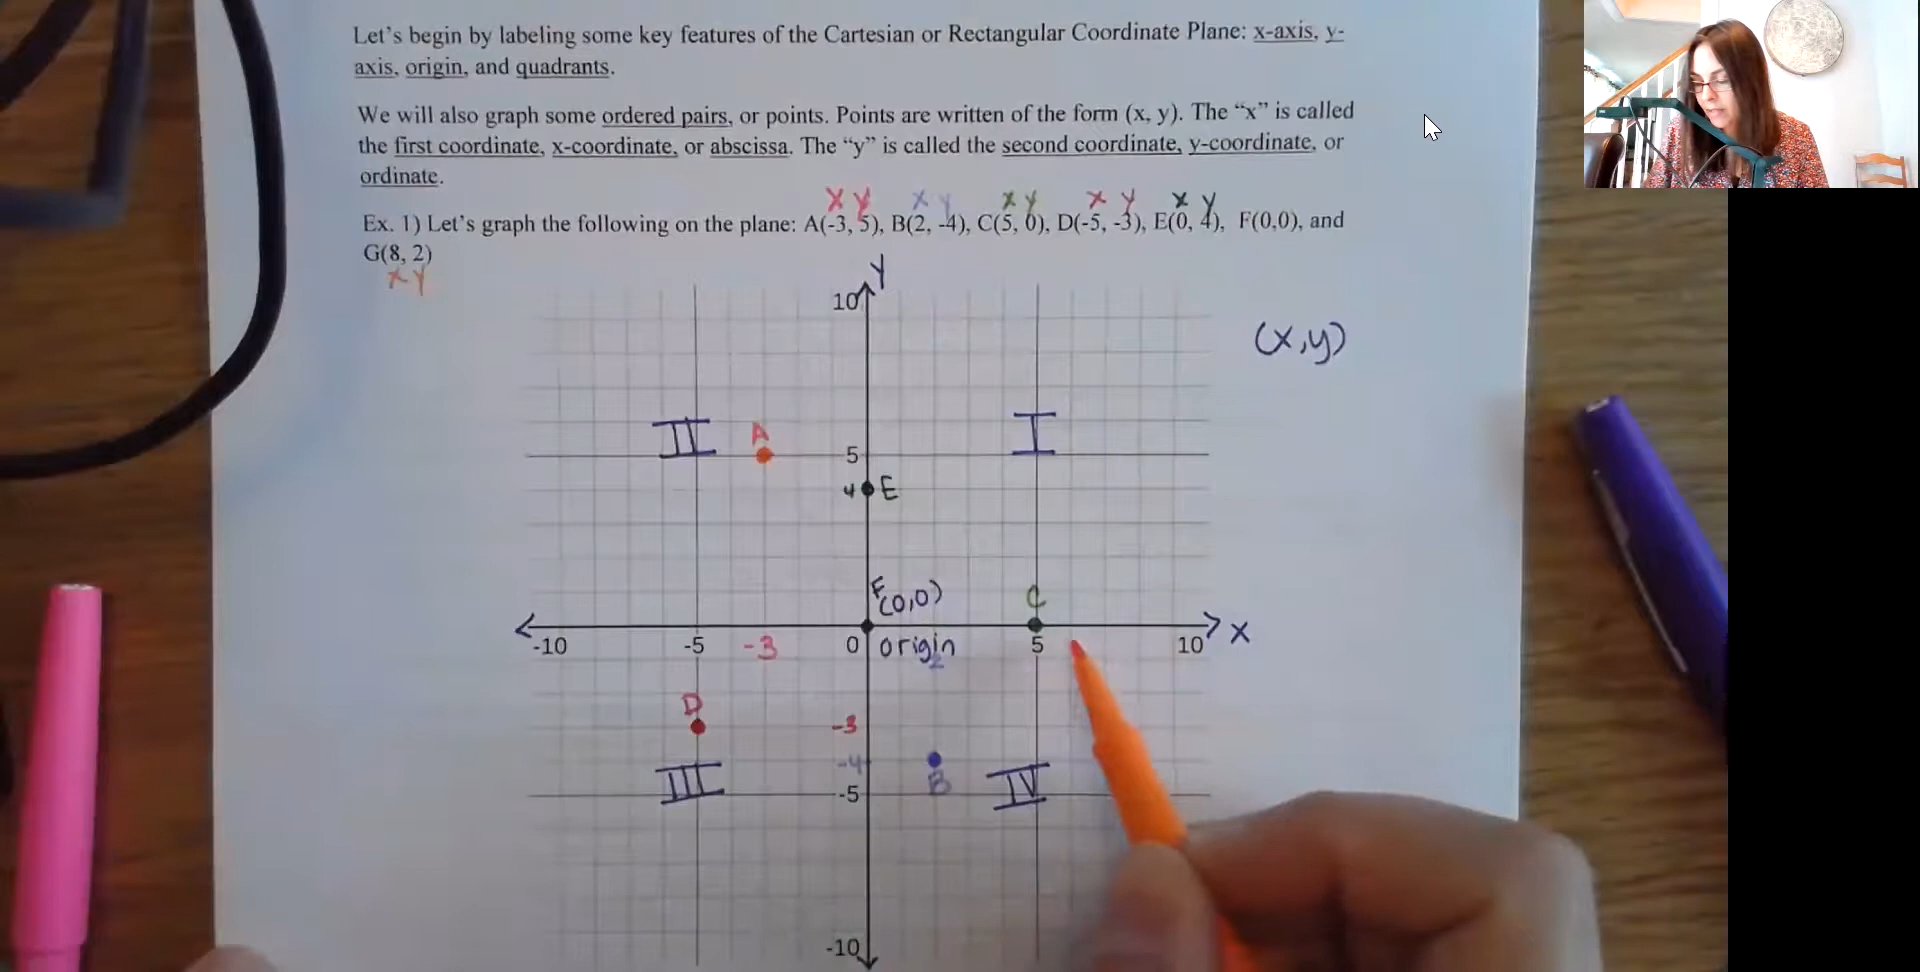 Let's begin by labeling some key features of the Cartesian or Rectangular Coordinate Plane: x-axis, y-
axis, origin, and quadrants.
We will also graph some ordered pairs, or points. Points are written of the form (x, y). The “x” is called
the first coordinate, x-coordinate, or abscissa. The “y” is called the second coordinate, y-coordinate, or
ordinate.
X Y X Y X Y X Y X Y
Ex. 1) Let's graph the following on the plane: A(-3, 5), B(2, -4), C(5, 0), D(-5, -3), E(0, 4), F(0,0), and
G(8, 2)
X Y
Y
10
(x,y)
II A I
5
4 E
F(0,0) C
-10 -5 -3 0 origin 5 10 X
2
D
-3
-4
III B IV
-5
-10